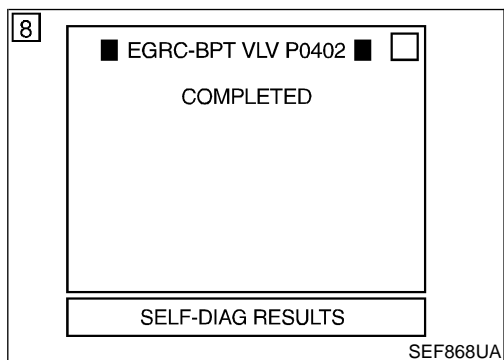 8
■ EGRC-BPT VLV P0402 ■ □
COMPLETED
SELF-DIAG RESULTS
SEF868UA